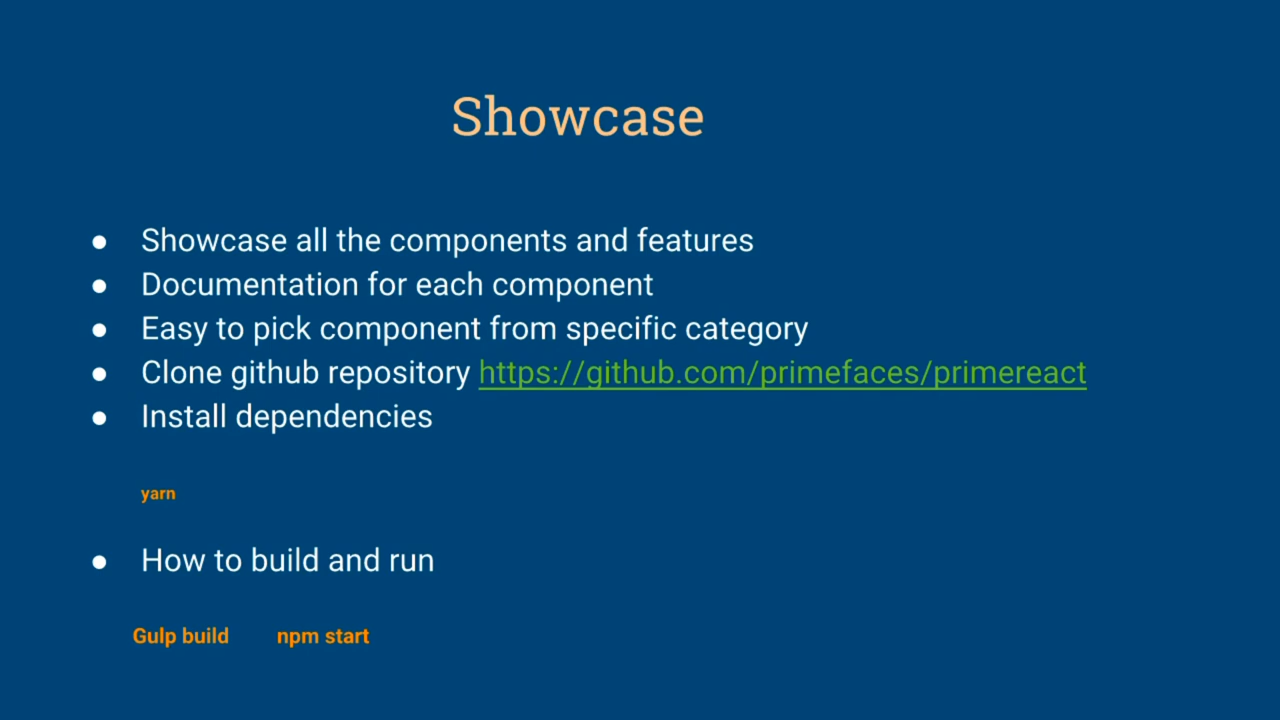 Showcase
● Showcase all the components and features
● Documentation for each component
● Easy to pick component from specific category
● Clone github repository https://github.com/primefaces/primereact
● Install dependencies
yarn
● How to build and run
Gulp build npm start